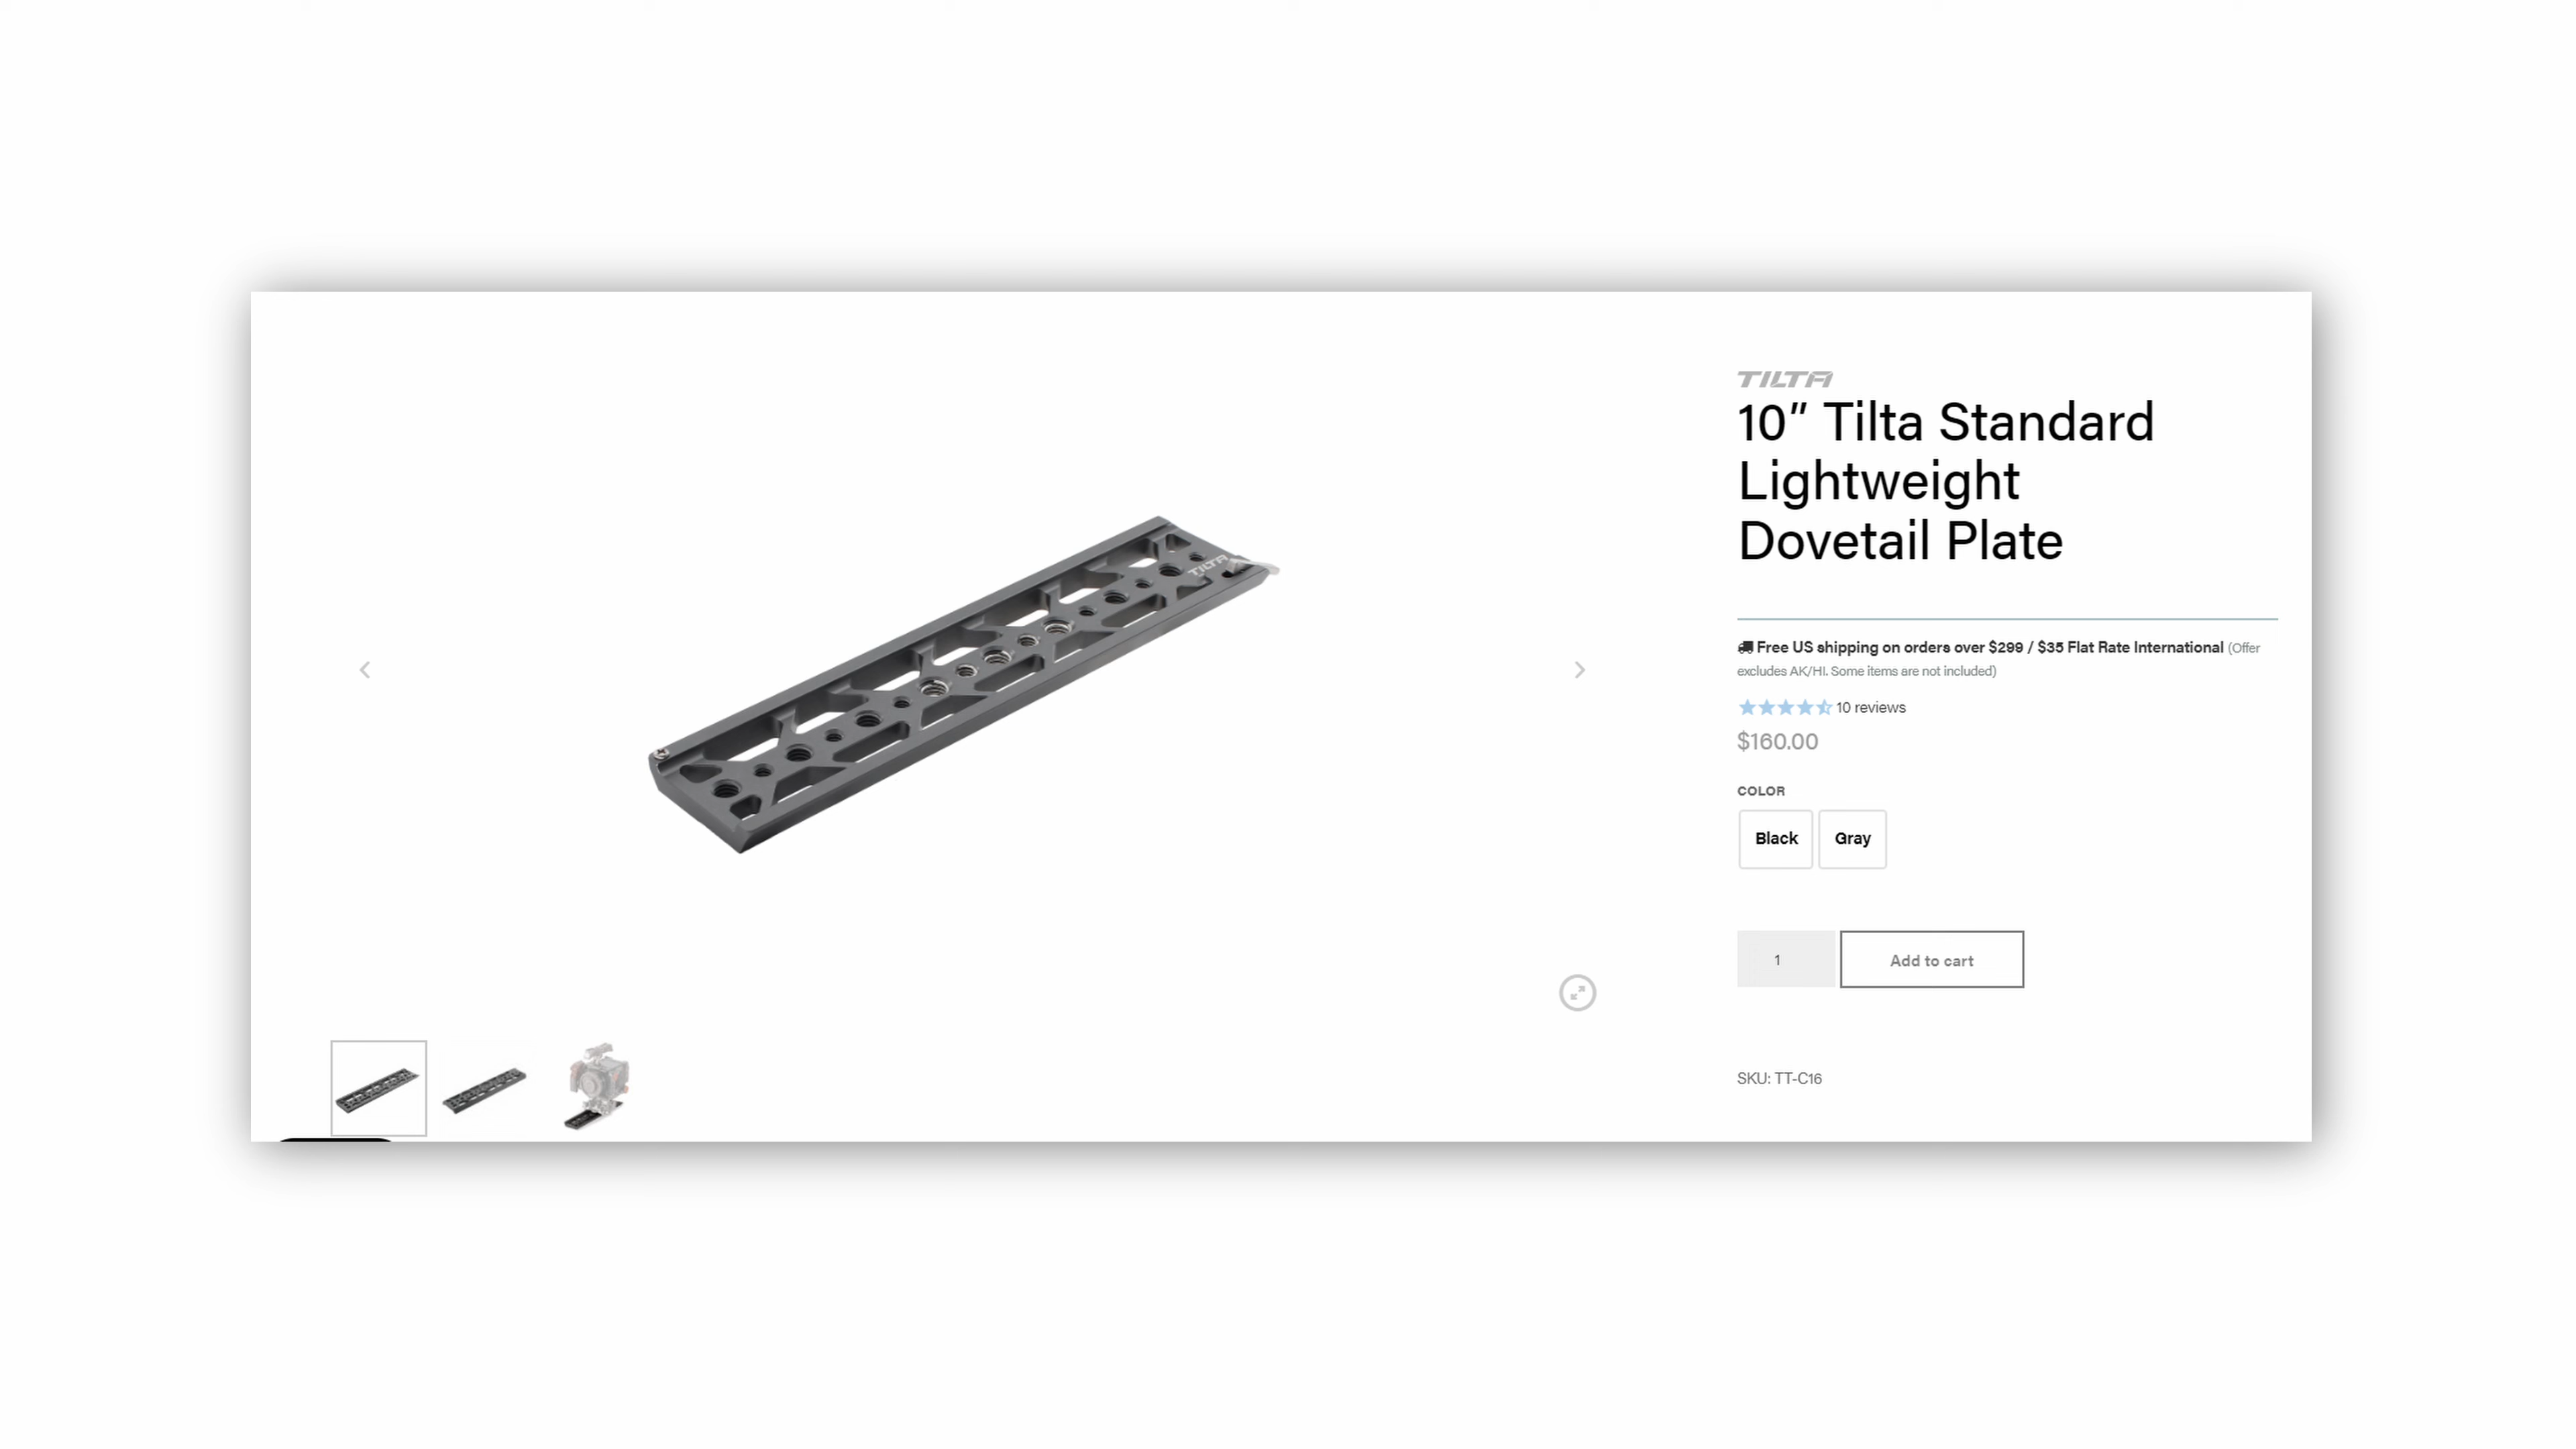 TILTA
10” Tilta Standard
Lightweight
Dovetail Plate
Free US shipping on orders over $299 / $35 Flat Rate International (Offer
excludes AK/HI. Some items are not included)
10 reviews
$160.00
COLOR
Black Gray
1 Add to cart
SKU: TT-C16
TILTA